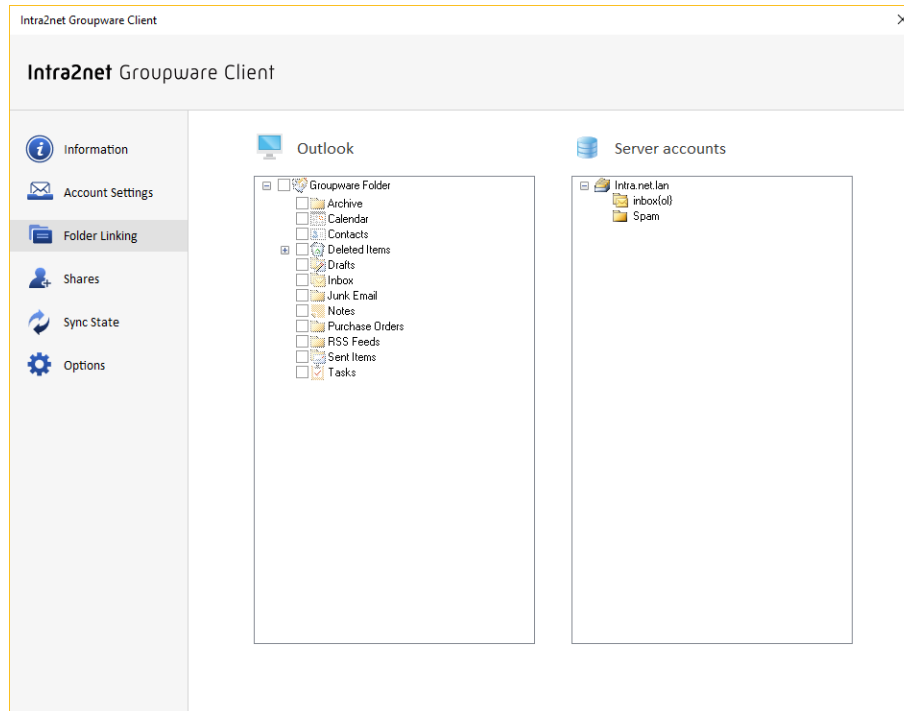 Intra2net Groupware Client
Intra2net Groupware Client
Information
Account Settings
Folder Linking
Shares
Sync State
Options
Outlook
Groupware Folder
Archive
Calendar
Contacts
Deleted Items
Drafts
Inbox
Junk Email
Notes
Purchase Orders
RSS Feeds
Sent Items
Tasks
Server accounts
Intra.net.lan
inbox{ol}
Spam